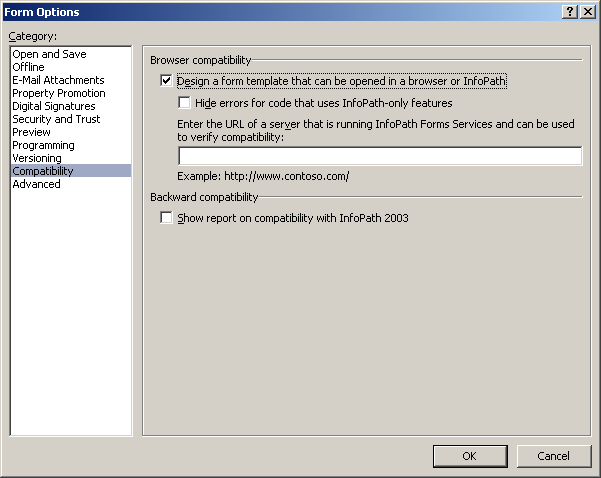 Form Options
Category:
Open and Save
Offline
E-Mail Attachments
Property Promotion
Digital Signatures
Security and Trust
Preview
Programming
Versioning
Compatibility
Advanced
Browser compatibility
Design a form template that can be opened in a browser or InfoPath
Hide errors for code that uses InfoPath-only features
Enter the URL of a server that is running InfoPath Forms Services and can be used
to verify compatibility:
Example: http://www.contoso.com/
Backward compatibility
Show report on compatibility with InfoPath 2003
OK
Cancel